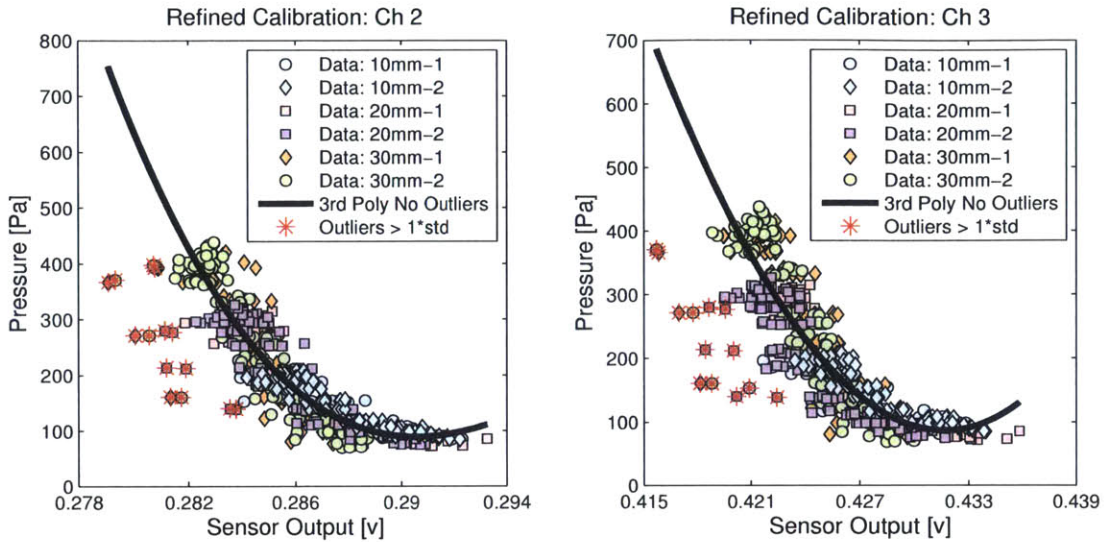 Refined Calibration: Ch 2
800
700
600
500
400
300
200
100
0
Pressure [Pa]
0.278
0.282
0.286
0.29
0.294
Sensor Output [v]
Data: 10mm-1
Data: 10mm-2
Data: 20mm-1
Data: 20mm-2
Data: 30mm-1
Data: 30mm-2
3rd Poly No Outliers
Outliers > 1*std
Refined Calibration: Ch 3
700
600
500
400
300
200
100
0
Pressure [Pa]
0.415
0.421
0.427
0.433
0.439
Sensor Output [v]
Data: 10mm-1
Data: 10mm-2
Data: 20mm-1
Data: 20mm-2
Data: 30mm-1
Data: 30mm-2
3rd Poly No Outliers
Outliers > 1*std